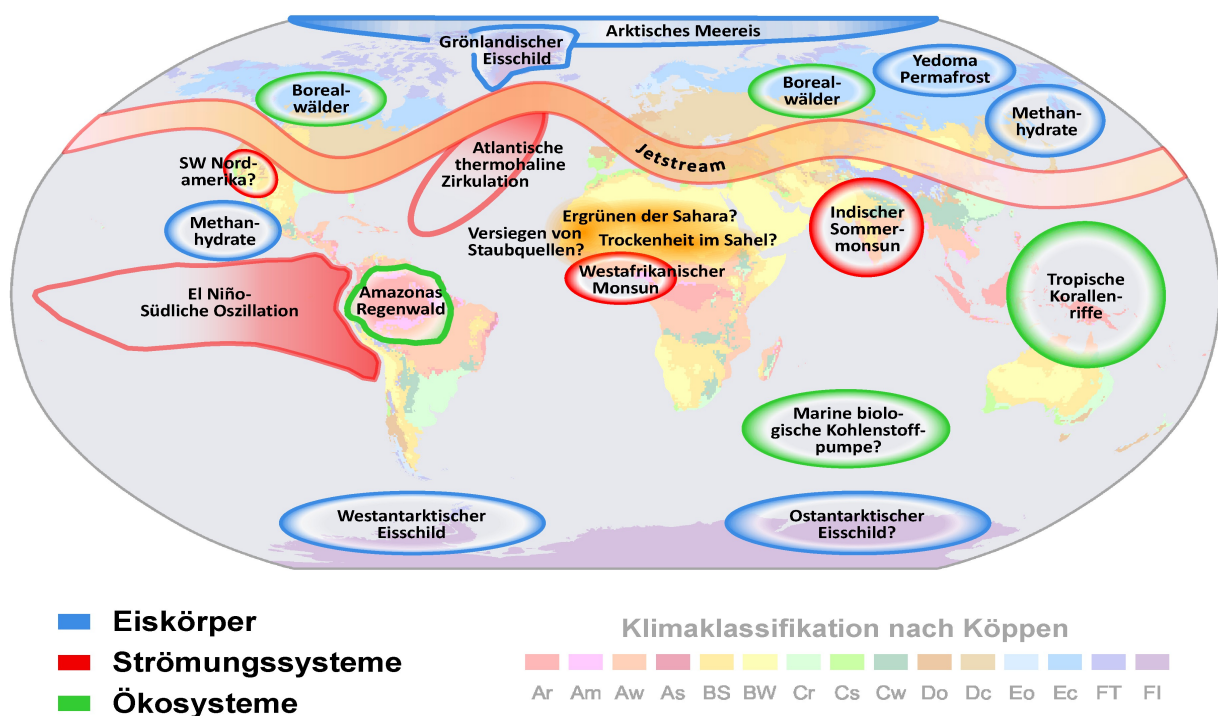 Arktisches Meereis
Grönlandischer
Eisschild
Yedoma
Permafrost
Boreal-
wälder
Boreal-
wälder
Methan-
hydrate
Atlantische
thermohaline
Zirkulation
Jetstream
SW Nord-
amerika?
Methan-
hydrate
Ergrünen der Sahara?
Versiegen von
Staubquellen?
Trockenheit im Sahel?
Indischer
Sommer-
monsun
Westafrikanischer
Monsun
El Niño-
Südliche Oszillation
Amazonas
Regenwald
Tropische
Korallen-
riffe
Marine biolo-
gische Kohlenstoff-
pumpe?
Westantarktischer
Eisschild
Ostantarktischer
Eisschild?
Eiskörper
Strömungssysteme
Ökosysteme
Klimaklassifikation nach Köppen
Ar Am Aw As BS BW Cr Cs Cw Do Dc Eo Ec FT FI